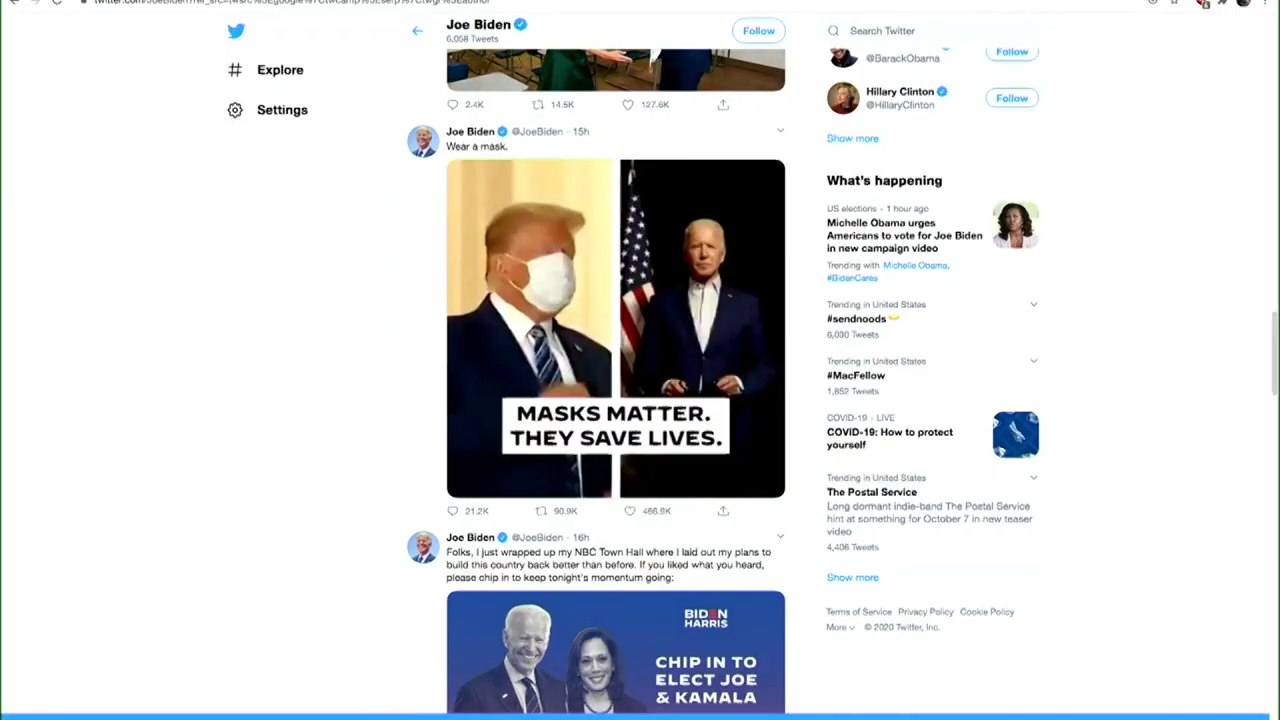 Joe Biden
6,058 Tweets
Follow
Explore
Settings
2.4K
14.5K
127.6K
Joe Biden @JoeBiden · 15h
Wear a mask.
MASKS MATTER.
THEY SAVE LIVES.
21.2K
90.9K
466.9K
Joe Biden @JoeBiden · 16h
Folks, I just wrapped up my NBC Town Hall where I laid out my plans to
build this country back better than before. If you liked what you heard,
please chip in to keep tonight's momentum going:
BIDEN
HARRIS
CHIP IN TO
ELECT JOE
& KAMALA
Search Twitter
@BarackObama
Follow
Hillary Clinton
@HillaryClinton
Follow
Show more
What's happening
US elections · 1 hour ago
Michelle Obama urges
Americans to vote for Joe Biden
in new campaign video
Trending with Michelle Obama,
#BidenCares
Trending in United States
#sendnoods
6,030 Tweets
Trending in United States
#MacFellow
1,852 Tweets
COVID-19 · LIVE
COVID-19: How to protect
yourself
Trending in United States
The Postal Service
Long dormant indie-band The Postal Service
hint at something for October 7 in new teaser
video
4,406 Tweets
Show more
Terms of Service Privacy Policy Cookie Policy
More © 2020 Twitter, Inc.